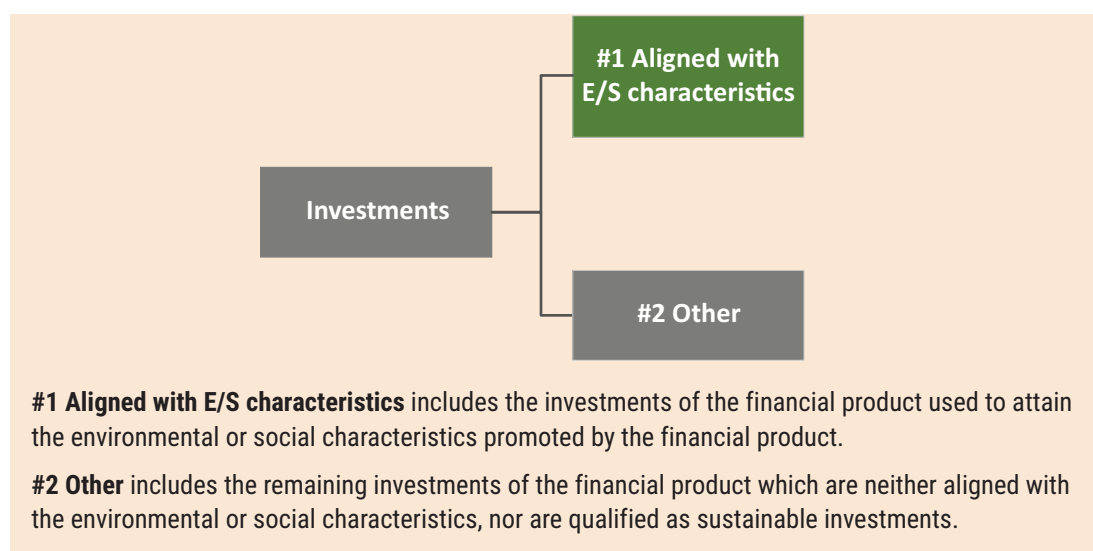 #1 Aligned with
E/S characteristics
Investments
#2 Other
#1 Aligned with E/S characteristics includes the investments of the financial product used to attain
the environmental or social characteristics promoted by the financial product.
#2 Other includes the remaining investments of the financial product which are neither aligned with
the environmental or social characteristics, nor are qualified as sustainable investments.